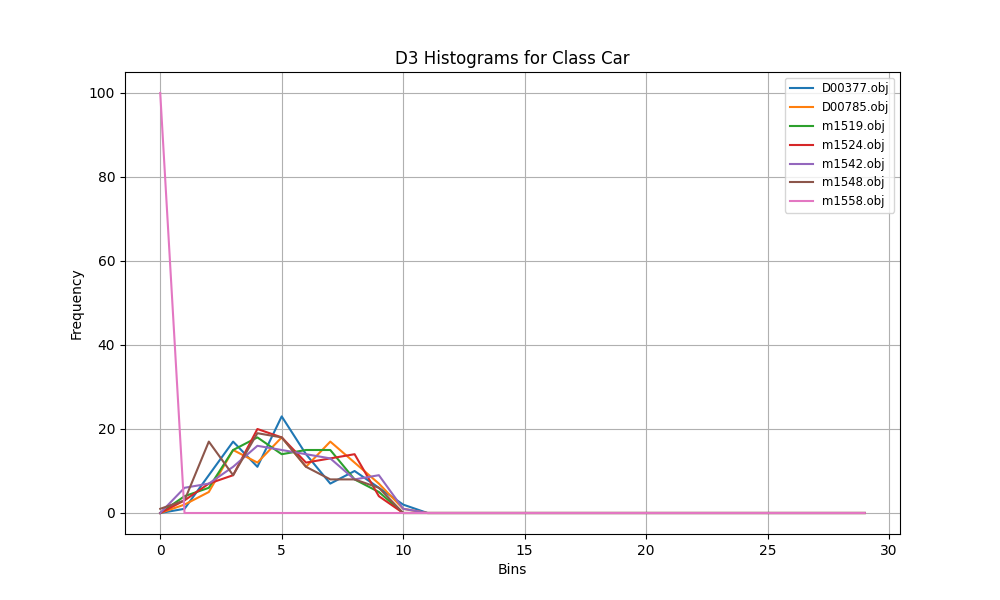 D3 Histograms for Class Car
D00377.obj
D00785.obj
m1519.obj
m1524.obj
m1542.obj
m1548.obj
m1558.obj
100
80
60
40
20
0
Frequency
0 5 10 15 20 25 30
Bins